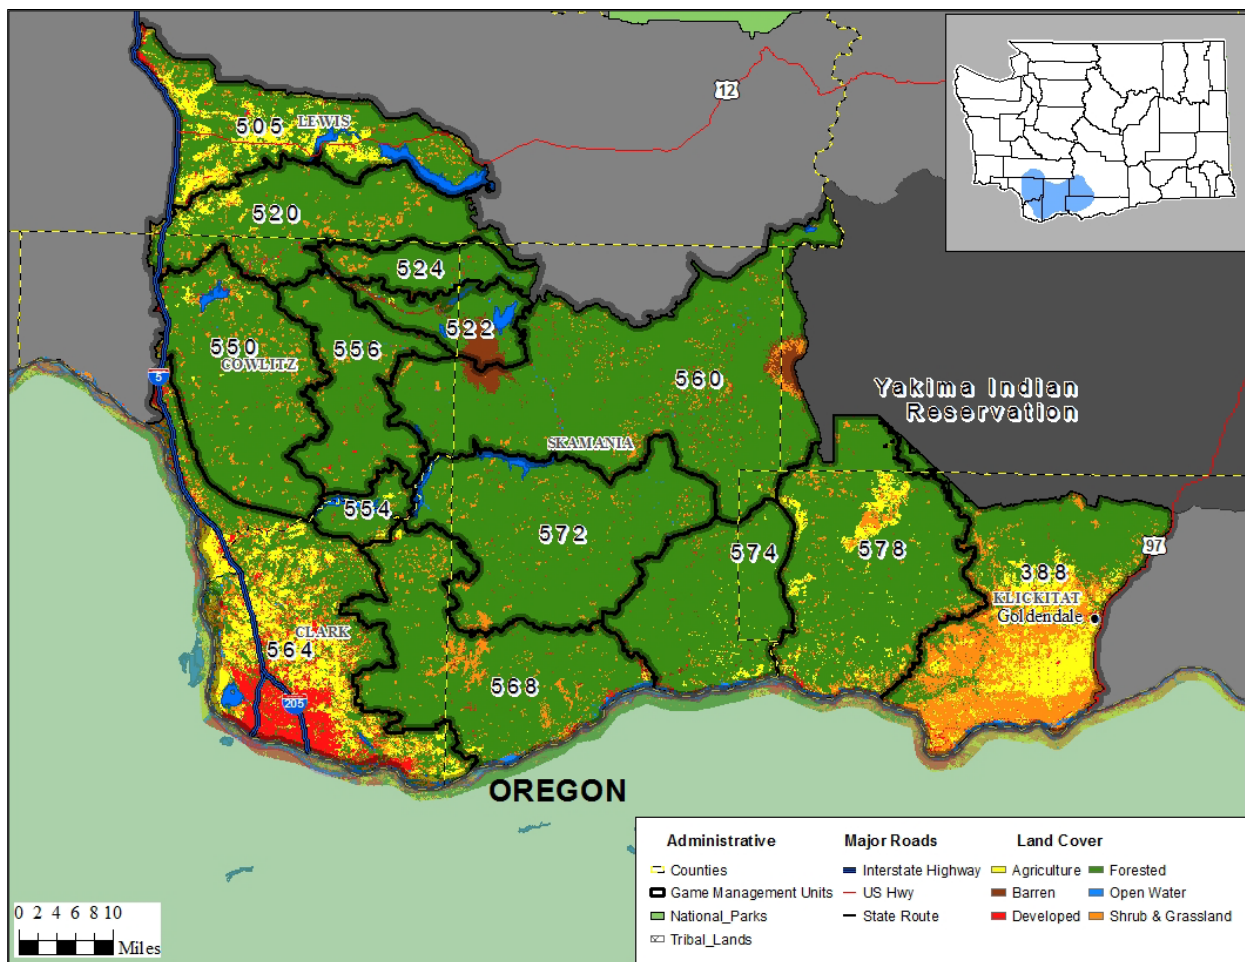 12
505
LEWIS
520
524
522
550
COWLITZ
556
560
5
Yakima Indian
Reservation
SKAMANIA
554
572
574
578
97
388
KLICKITAT
Goldendale
CLARK
564
568
205
OREGON
Administrative
Counties
Game Management Units
National_Parks
Tribal_Lands
Major Roads
Interstate Highway
US Hwy
State Route
Land Cover
Agriculture
Barren
Developed
Forested
Open Water
Shrub & Grassland
0 2 4 6 8 10
Miles